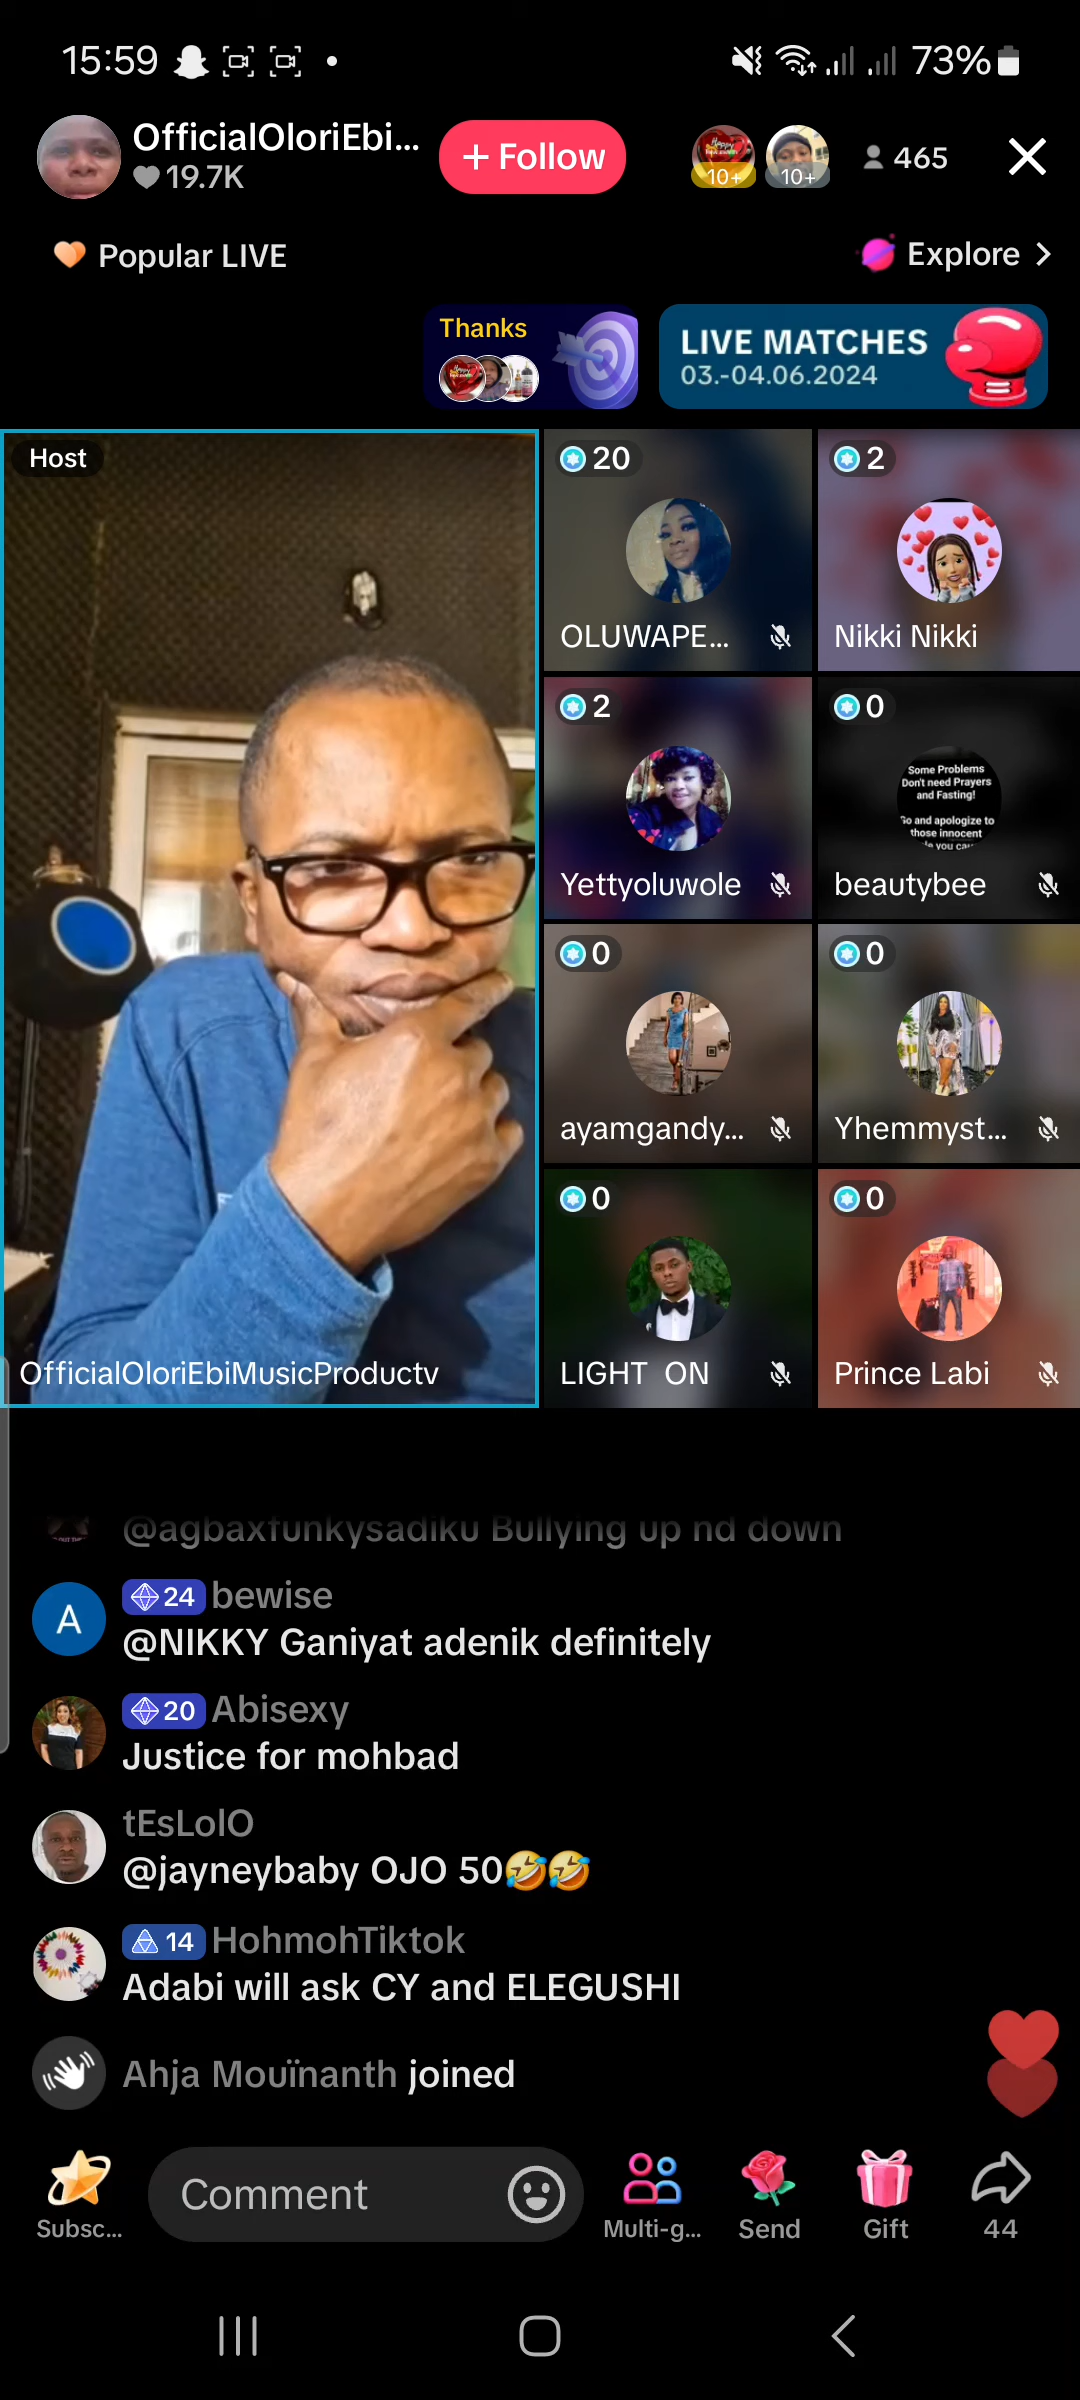 15:59
73%
OfficialOloriEbi...
19.7K
+ Follow
10+
10+
465
Popular LIVE
Explore >
Thanks
LIVE MATCHES
03.-04.06.2024
Host
20
OLUWAPE...
2
Nikki Nikki
2
Yettyoluwole
0
Some Problems
Don't need Prayers
and Fasting!
Go and apologize to
those innocent
you
beautybee
0
ayamgandy...
0
Yhemmyst...
0
LIGHT ON
0
Prince Labi
OfficialOloriEbiMusicProductv
@agbaxfunkysadiku Bullying up nd down
A
24 bewise
@NIKKY Ganiyat adenik definitely
20 Abisexy
Justice for mohbad
tEsLolO
@jayneybaby OJO 50🤣🤣
14 HohmohTiktok
Adabi will ask CY and ELEGUSHI
Ahja Mouïnanth joined
Comment
Subsc...
Multi-g...
Send
Gift
44